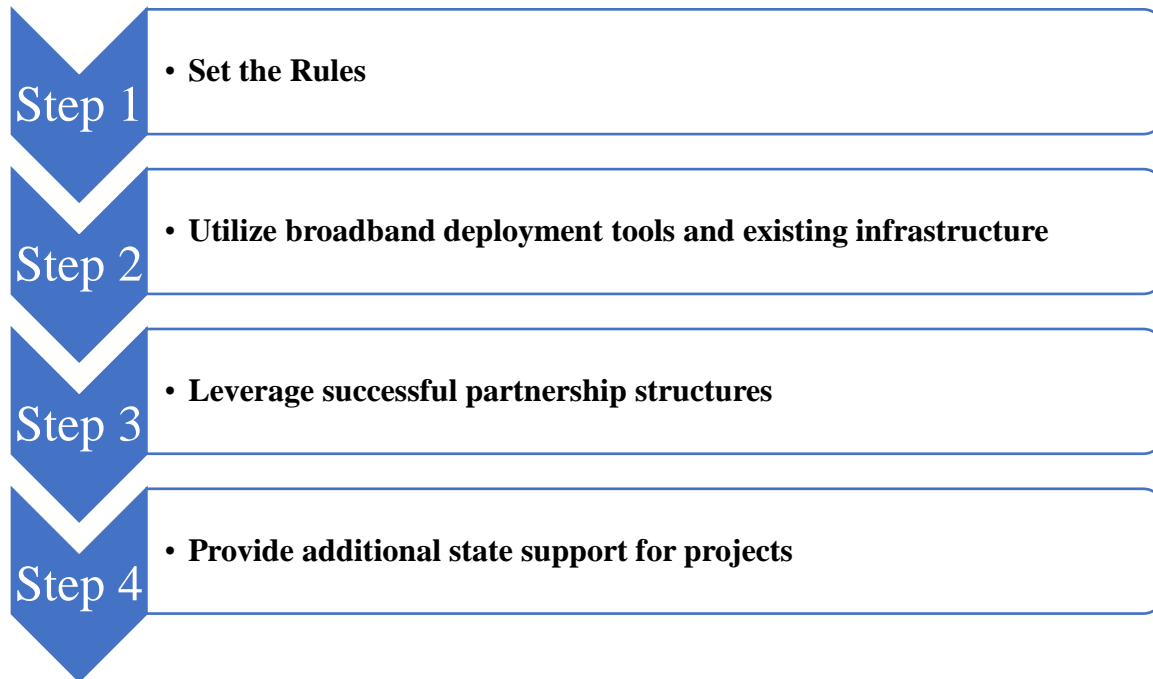 Step 1
• Set the Rules
Step 2
• Utilize broadband deployment tools and existing infrastructure
Step 3
• Leverage successful partnership structures
Step 4
• Provide additional state support for projects